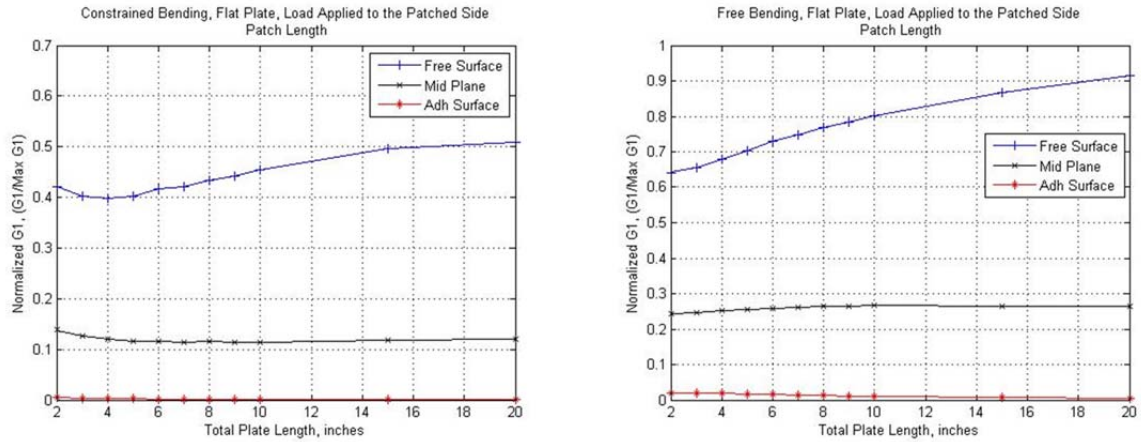 Constrained Bending, Flat Plate, Load Applied to the Patched Side
Patch Length
0.7
0.6
0.5
0.4
0.3
0.2
0.1
0
Normalized G1, (G1/Max G1)
Free Surface
Mid Plane
Adh Surface
2 4 6 8 10 12 14 16 18 20
Total Plate Length, inches
Free Bending, Flat Plate, Load Applied to the Patched Side
Patch Length
1
0.9
0.8
0.7
0.6
0.5
0.4
0.3
0.2
0.1
0
Normalized G1, (G1/Max G1)
Free Surface
Mid Plane
Adh Surface
2 4 6 8 10 12 14 16 18 20
Total Plate Length, inches